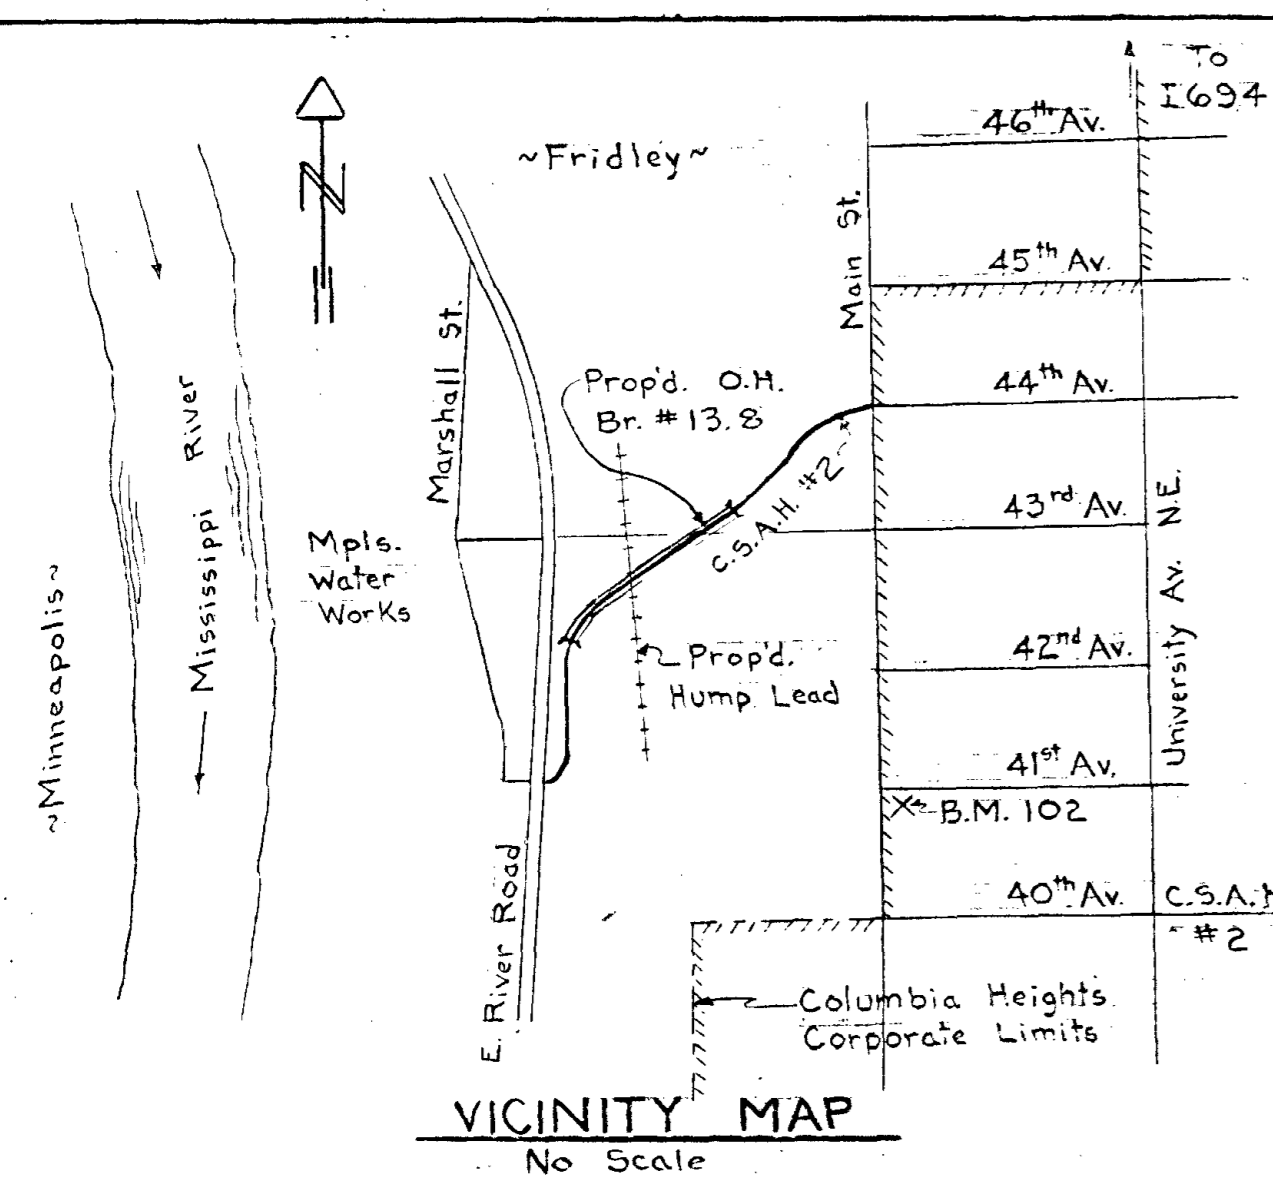 To
I694
46th Av.
N
~Fridley~
Main St.
45th Av.
Marshall St.
Prop'd. O.H.
Br. #13.8
44th Av.
Mississippi River
C.S.A.H. #2
43rd Av.
University Av. N.E.
Mpls.
Water
Works
~Minneapolis~
42nd Av.
Prop'd.
Hump Lead
41st Av.
B.M. 102
E. River Road
40th Av.
C.S.A.H
#2
Columbia Heights
Corporate Limits
VICINITY MAP
No Scale